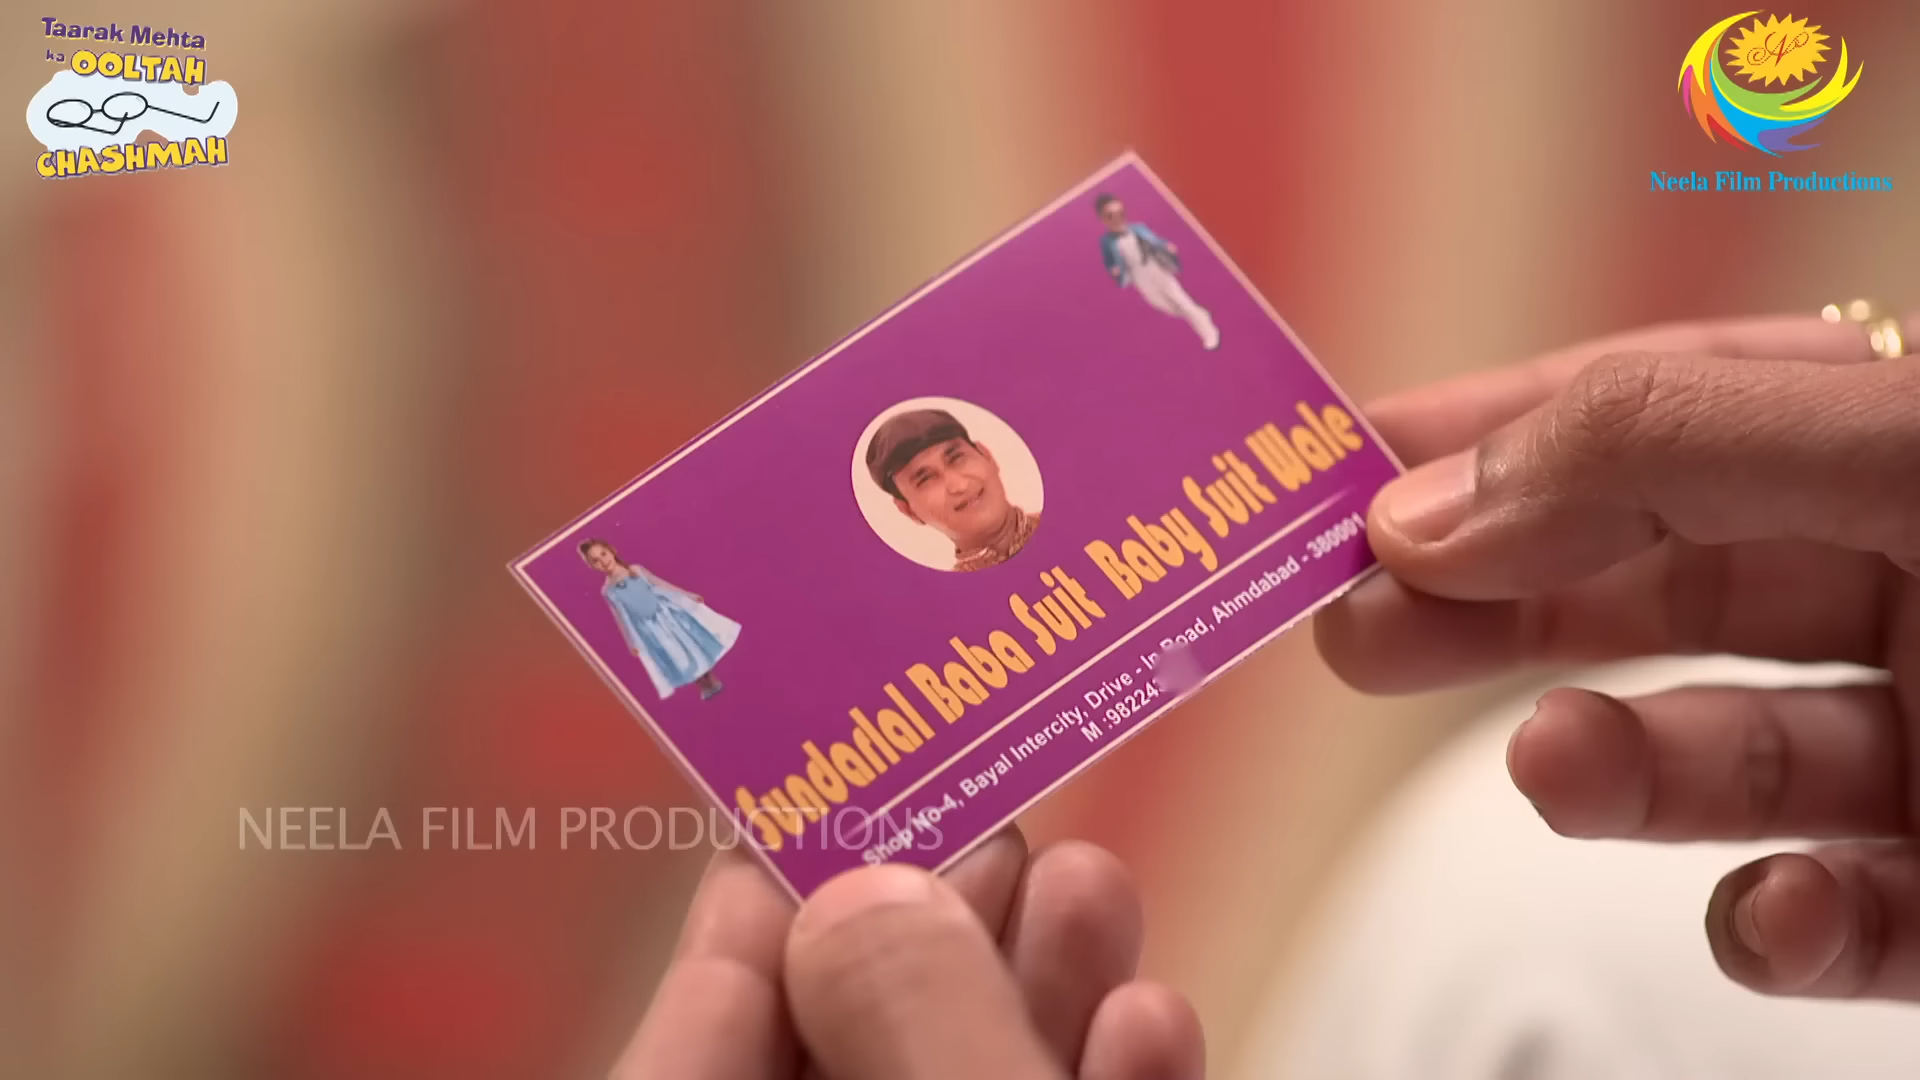 Taarak Mehta
ka OOLTAH
CHASHMAH
Neela Film Productions
Sundarlal Baba Suit Baby Suit Wale
Shop No-4, Bayal Intercity, Drive - In Road, Ahmdabad - 380001
M :98224
NEELA FILM PRODUCTIONS